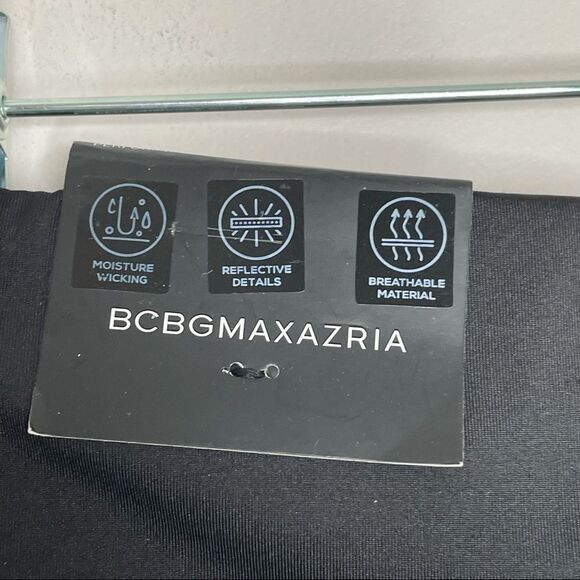 MOISTURE
WICKING
REFLECTIVE
DETAILS
BREATHABLE
MATERIAL
BCBGMAXAZRIA